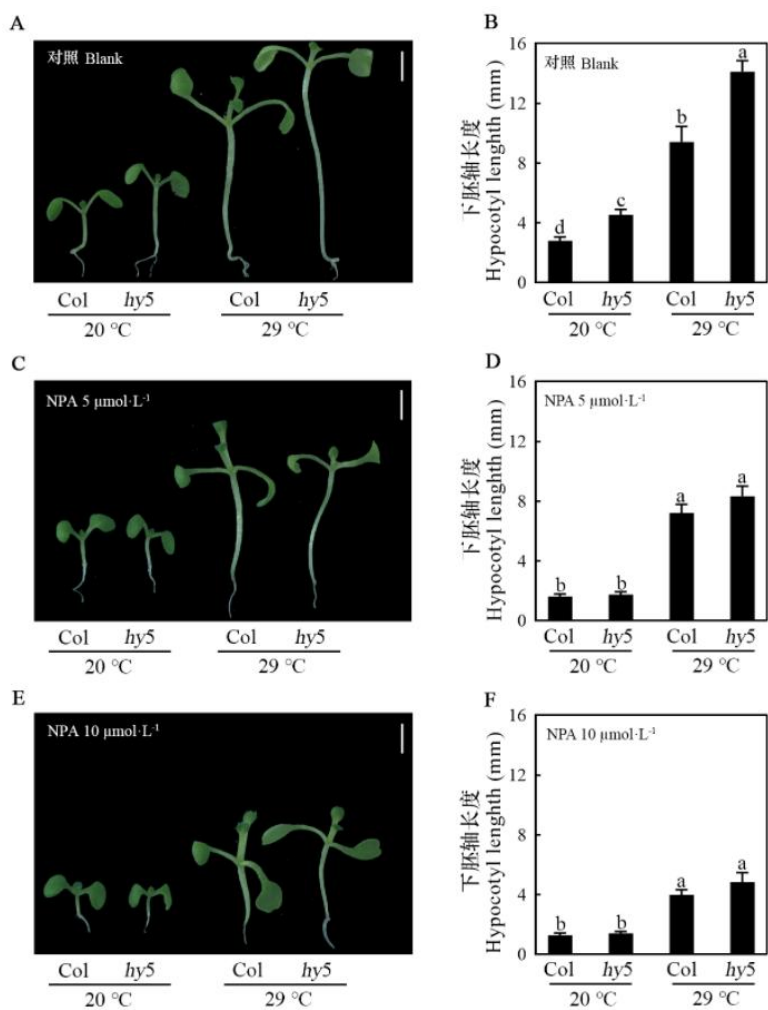 A
对照 Blank
Col hy5 Col hy5
20 °C 29 °C
B
对照 Blank
下胚轴长度
Hypocotyl lenghth (mm)
16
12
8
4
0
d c b a
Col hy5 Col hy5
20 °C 29 °C
C
NPA 5 μmol·L⁻¹
Col hy5 Col hy5
20 °C 29 °C
D
NPA 5 μmol·L⁻¹
下胚轴长度
Hypocotyl lenghth (mm)
16
12
8
4
0
b b a a
Col hy5 Col hy5
20 °C 29 °C
E
NPA 10 μmol·L⁻¹
Col hy5 Col hy5
20 °C 29 °C
F
NPA 10 μmol·L⁻¹
下胚轴长度
Hypocotyl lenghth (mm)
16
12
8
4
0
b b a a
Col hy5 Col hy5
20 °C 29 °C